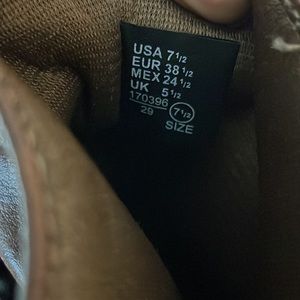 USA 7 1/2
EUR 38 1/2
MEX 24 1/2
UK 5 1/2
170396
29
7 1/2
SIZE